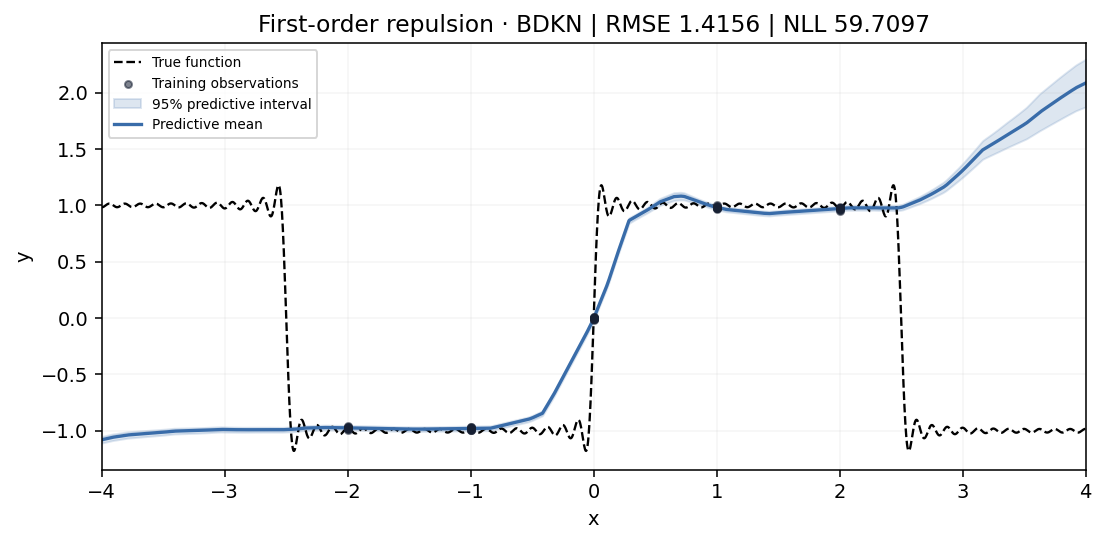 First-order repulsion · BDKN | RMSE 1.4156 | NLL 59.7097
True function
Training observations
95% predictive interval
Predictive mean
y
2.0
1.5
1.0
0.5
0.0
−0.5
−1.0
−4 −3 −2 −1 0 1 2 3 4
x